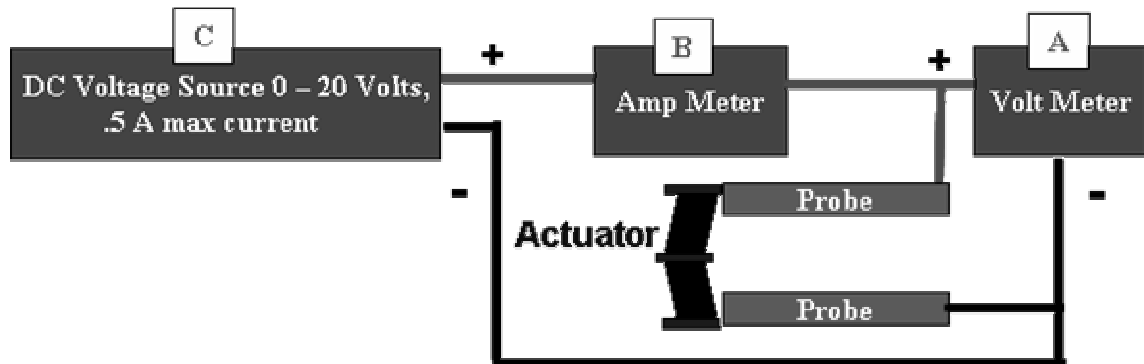 C
DC Voltage Source 0 – 20 Volts,
.5 A max current
+
-
B
Amp Meter
+
A
Volt Meter
-
Probe
Actuator
Probe